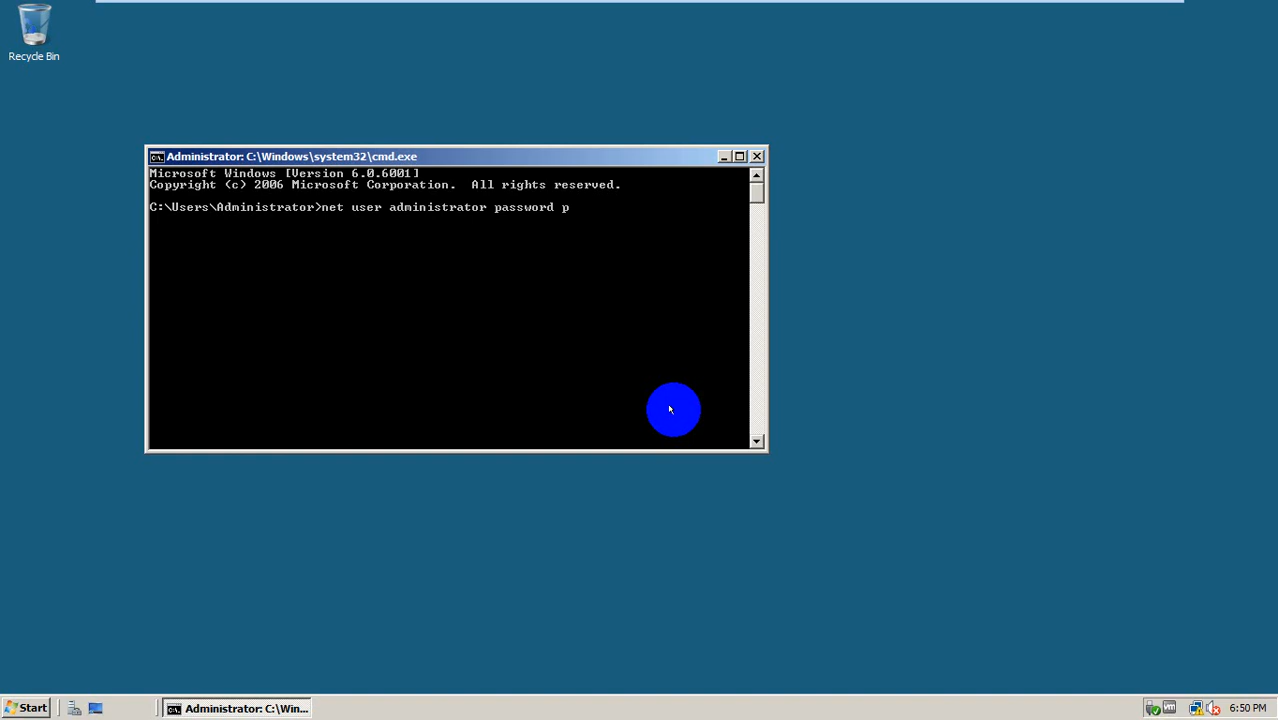 Recycle Bin
Administrator: C:\Windows\system32\cmd.exe
Microsoft Windows [Version 6.0.6001]
Copyright (c) 2006 Microsoft Corporation.  All rights reserved.
C:\Users\Administrator>net user administrator password p
Start
Administrator: C:\Win...
6:50 PM